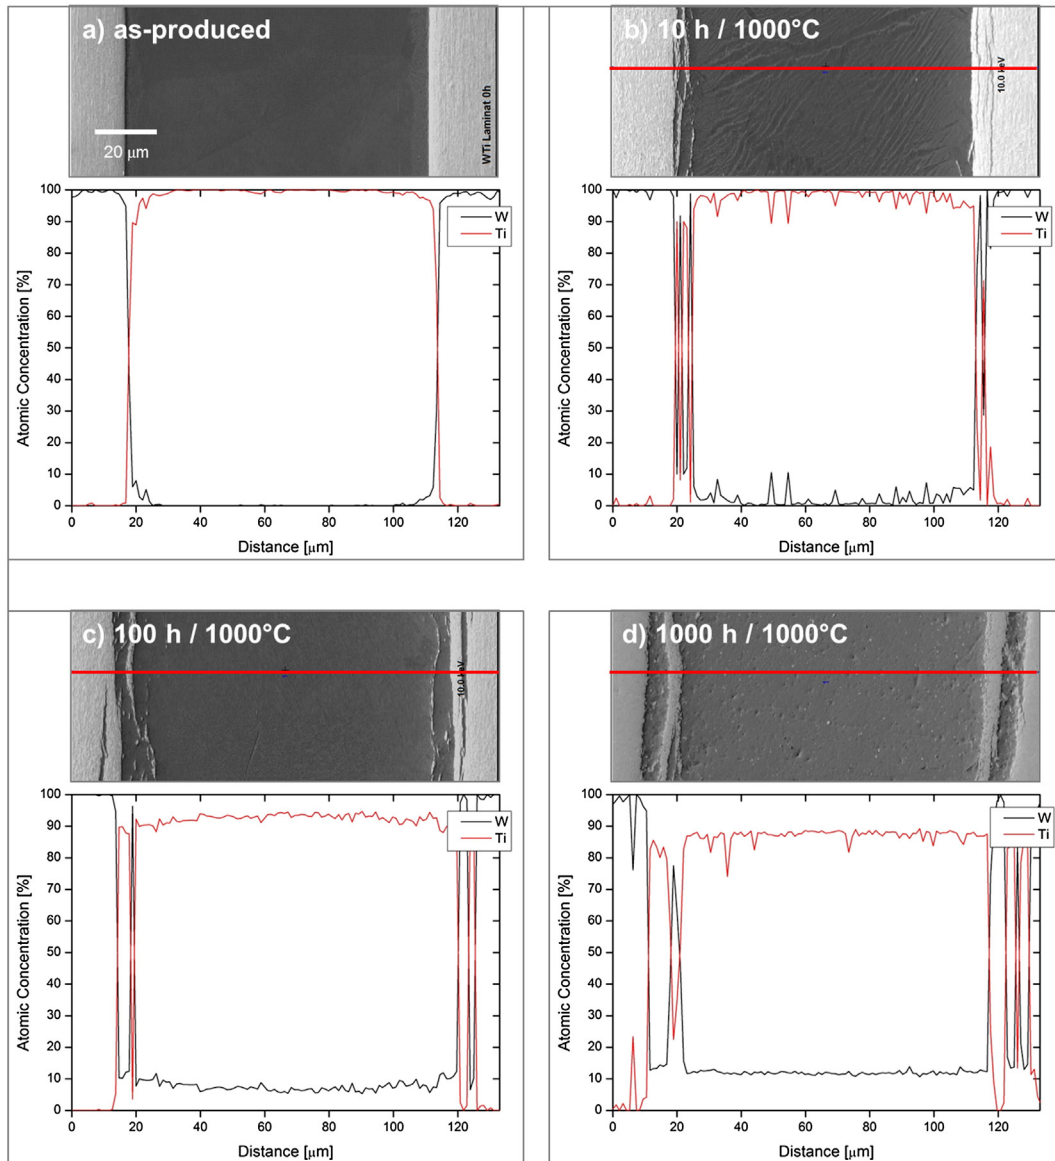 a) as-produced
20 μm
WTi Laminat 0h
100
90
80
70
60
50
40
30
20
10
0
Atomic Concentration [%]
W
Ti
0 20 40 60 80 100 120
Distance [μm]
b) 10 h / 1000°C
10.0 keV
100
90
80
70
60
50
40
30
20
10
0
Atomic Concentration [%]
W
Ti
0 20 40 60 80 100 120
Distance [μm]
c) 100 h / 1000°C
10.0 keV
100
90
80
70
60
50
40
30
20
10
0
Atomic Concentration [%]
W
Ti
0 20 40 60 80 100 120
Distance [μm]
d) 1000 h / 1000°C
100
90
80
70
60
50
40
30
20
10
0
Atomic Concentration [%]
W
Ti
0 20 40 60 80 100 120
Distance [μm]